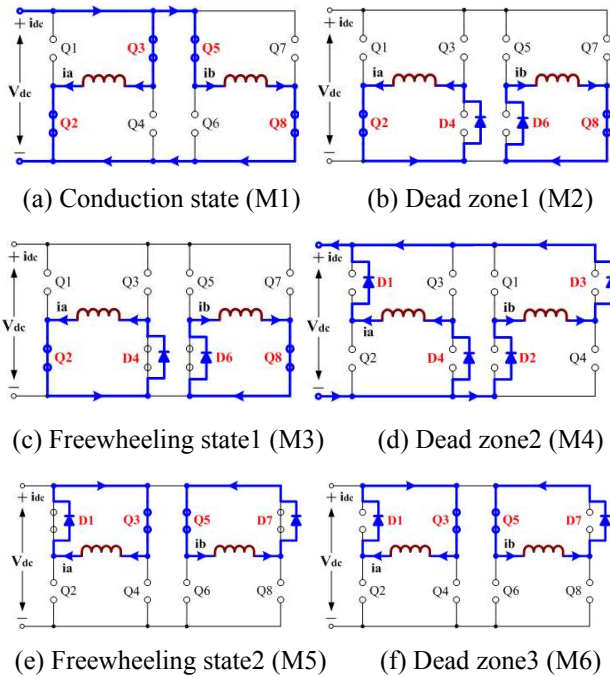 + idc
Q1 Q3 Q5 Q7
ia ib
Vdc
Q2 Q4 Q6 Q8
−
(a) Conduction state (M1)
+ idc
Q1 Q3 Q5 Q7
ia ib
Vdc
Q2 D4 D6 Q8
−
(b) Dead zone1 (M2)
+ idc
Q1 Q3 Q5 Q7
ia ib
Vdc
Q2 D4 D6 Q8
−
(c) Freewheeling state1 (M3)
+ idc
D1 Q3 Q1 D3
ia ib
Vdc
Q2 D4 D2 Q4
−
(d) Dead zone2 (M4)
+ idc
D1 Q3 Q5 D7
ia ib
Vdc
Q2 Q4 Q6 Q8
−
(e) Freewheeling state2 (M5)
+ idc
D1 Q3 Q5 D7
ia ib
Vdc
Q2 Q4 Q6 Q8
−
(f) Dead zone3 (M6)